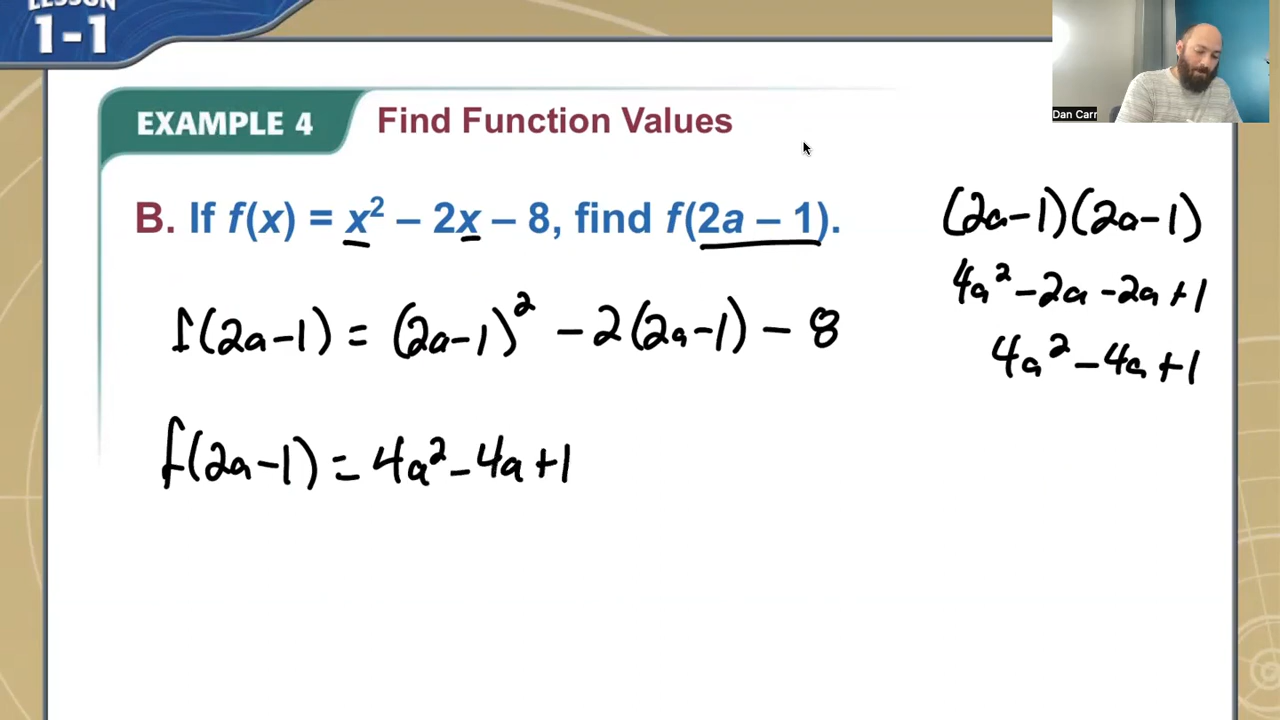 LESSON
1-1
Dan Carr
EXAMPLE 4 Find Function Values
B. If f(x) = x² – 2x – 8, find f(2a – 1).
(2a-1)(2a-1)
4a² -2a -2a +1
4a² -4a +1
f(2a-1) = (2a-1)² -2(2a-1) - 8
f(2a-1) = 4a² -4a +1